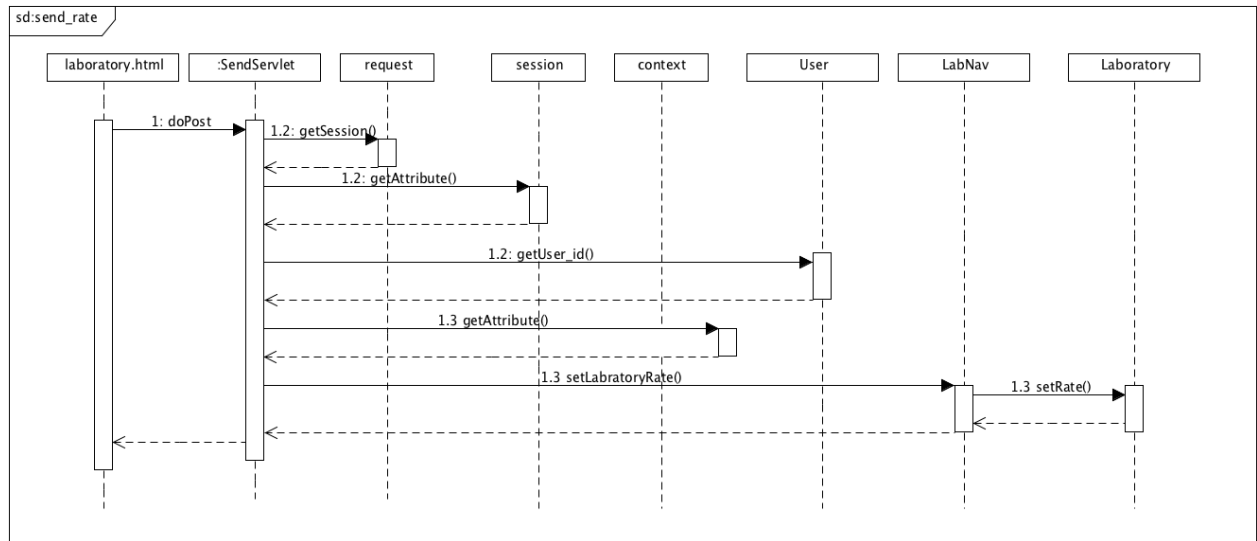 sd:send_rate
laboratory.html
:SendServlet
request
session
context
User
LabNav
Laboratory
1: doPost
1.2: getSession()
1.2: getAttribute()
1.2: getUser_id()
1.3 getAttribute()
1.3 setLabratoryRate()
1.3 setRate()